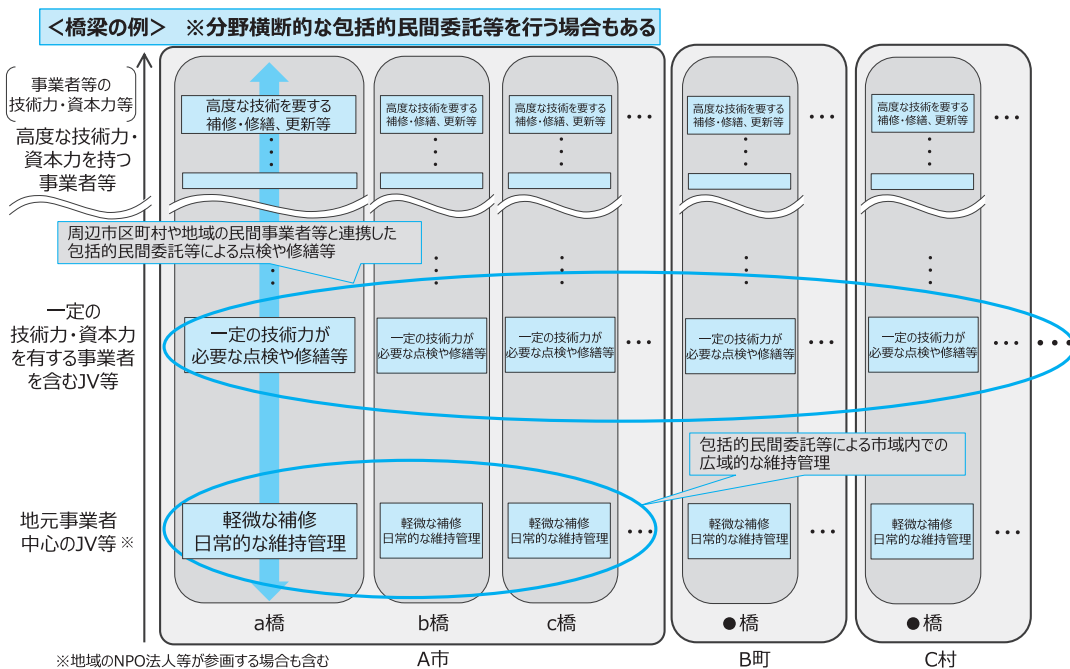 ＜橋梁の例＞　※分野横断的な包括的民間委託等を行う場合もある
事業者等の
技術力・資本力等
高度な技術力・
資本力を持つ
事業者等
高度な技術を要する
補修・修繕、更新等
高度な技術を要する
補修・修繕、更新等
高度な技術を要する
補修・修繕、更新等
…
高度な技術を要する
補修・修繕、更新等
…
高度な技術を要する
補修・修繕、更新等
…
周辺市区町村や地域の民間事業者等と連携した
包括的民間委託等による点検や修繕等
一定の
技術力・資本力
を有する事業者
を含むJV等
一定の技術力が
必要な点検や修繕等
一定の技術力が
必要な点検や修繕等
一定の技術力が
必要な点検や修繕等
…
一定の技術力が
必要な点検や修繕等
…
一定の技術力が
必要な点検や修繕等
… …
包括的民間委託等による市域内での
広域的な維持管理
地元事業者
中心のJV等※
軽微な補修
日常的な維持管理
軽微な補修
日常的な維持管理
軽微な補修
日常的な維持管理
…
軽微な補修
日常的な維持管理
…
軽微な補修
日常的な維持管理
…
a橋
b橋
c橋
●橋
●橋
※地域のNPO法人等が参画する場合も含む
A市
B町
C村